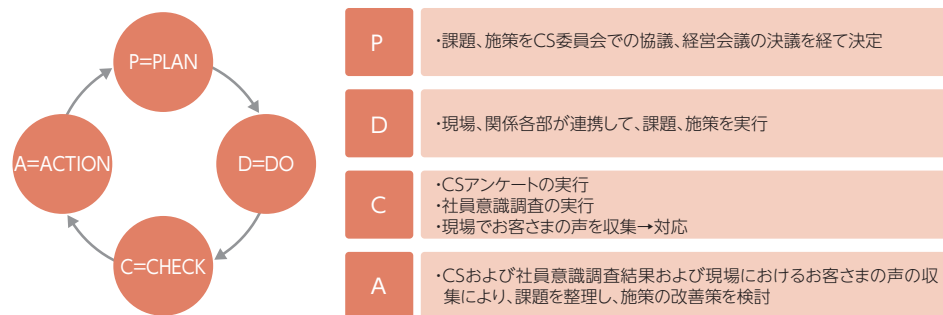 P=PLAN
D=DO
C=CHECK
A=ACTION
P
・課題、施策をCS委員会での協議、経営会議の決議を経て決定
D
・現場、関係各部が連携して、課題、施策を実行
C
・CSアンケートの実行
・社員意識調査の実行
・現場でお客さまの声を収集→対応
A
・CSおよび社員意識調査結果および現場におけるお客さまの声の収
集により、課題を整理し、施策の改善策を検討